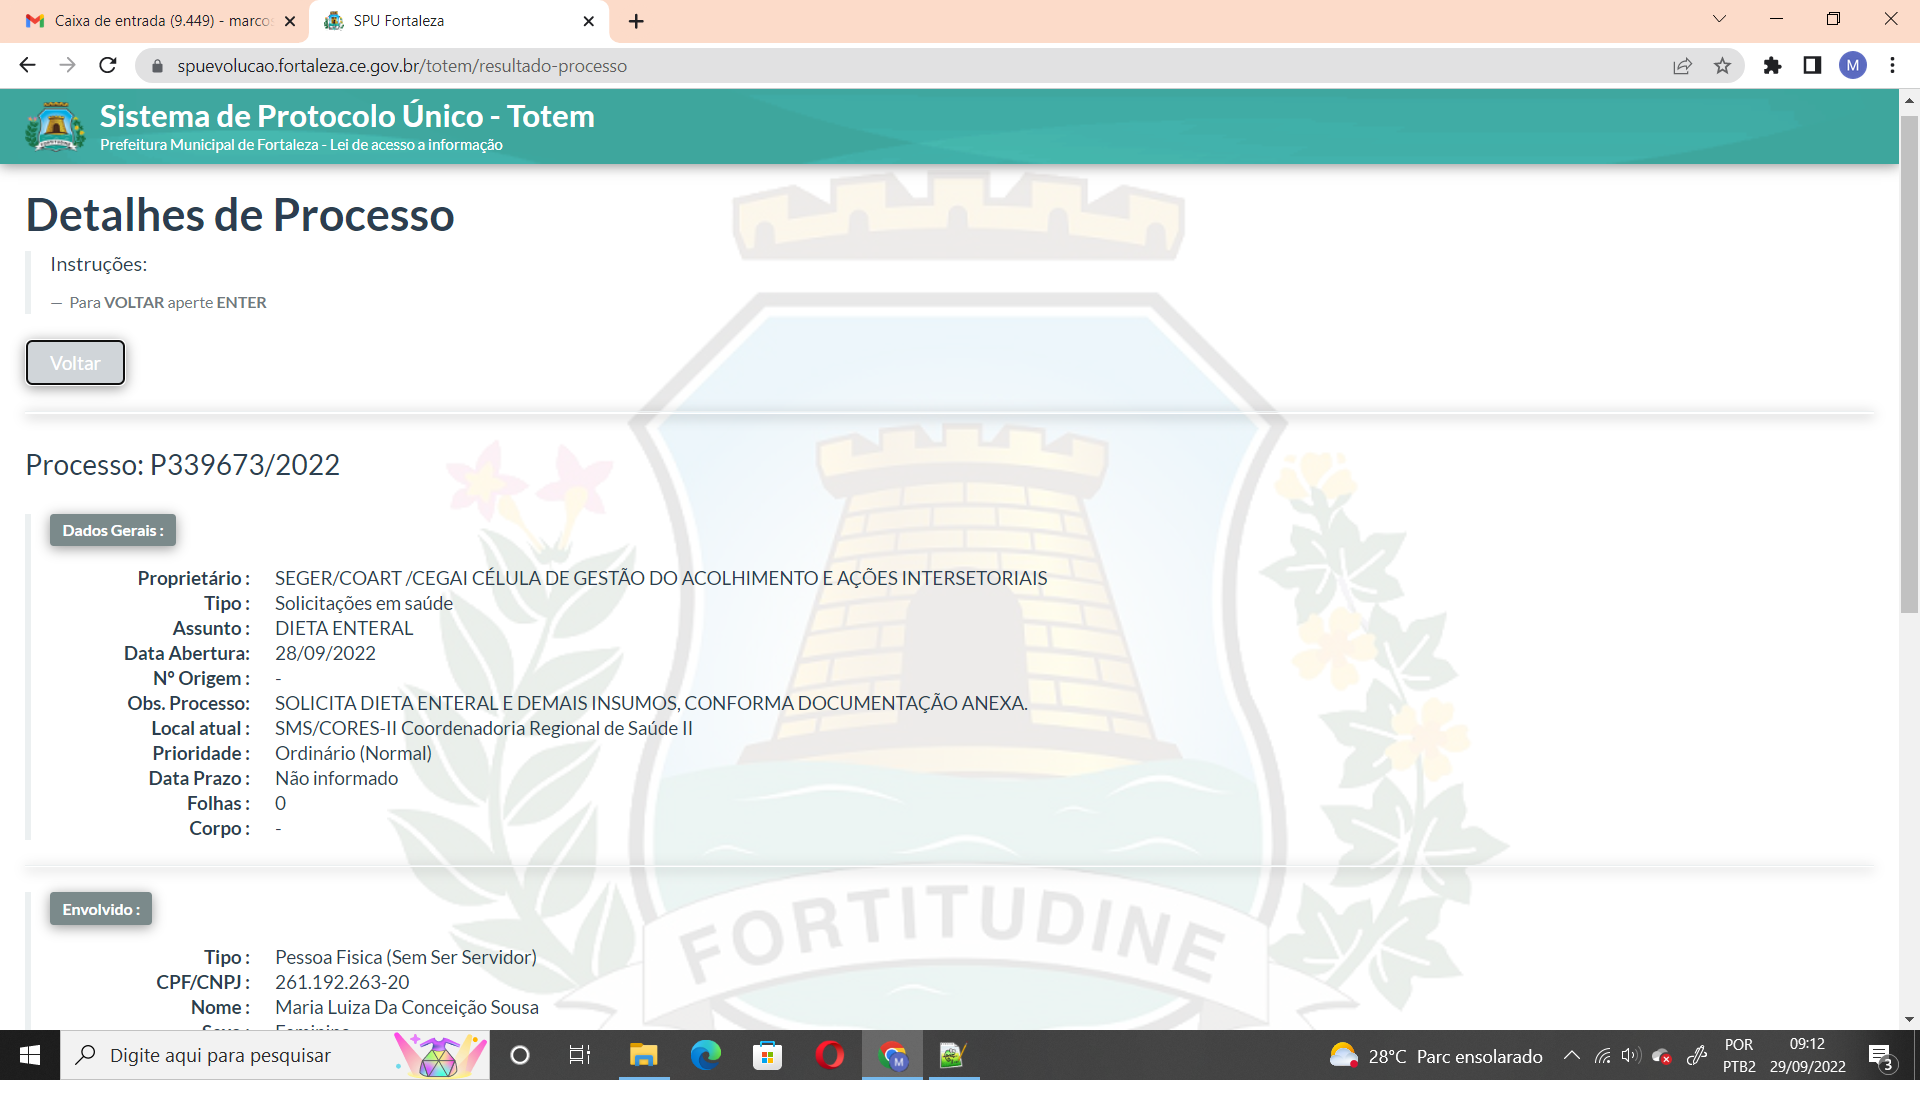 Caixa de entrada (9.449) - marcos
SPU Fortaleza
spuevolucao.fortaleza.ce.gov.br/totem/resultado-processo
M
Sistema de Protocolo Único - Totem
Prefeitura Municipal de Fortaleza - Lei de acesso a informação
Detalhes de Processo
Instruções:
— Para VOLTAR aperte ENTER
Voltar
Processo: P339673/2022
Dados Gerais :
Proprietário : SEGER/COART /CEGAI CÉLULA DE GESTÃO DO ACOLHIMENTO E AÇÕES INTERSETORIAIS
Tipo : Solicitações em saúde
Assunto : DIETA ENTERAL
Data Abertura: 28/09/2022
Nº Origem : -
Obs. Processo: SOLICITA DIETA ENTERAL E DEMAIS INSUMOS, CONFORMA DOCUMENTAÇÃO ANEXA.
Local atual : SMS/CORES-II Coordenadoria Regional de Saúde II
Prioridade : Ordinário (Normal)
Data Prazo : Não informado
Folhas : 0
Corpo : -
Envolvido :
Tipo : Pessoa Fisica (Sem Ser Servidor)
CPF/CNPJ : 261.192.263-20
Nome : Maria Luiza Da Conceição Sousa
Sexo : Feminino
FORTITUDINE
Digite aqui para pesquisar
M
28°C Parc ensolarado
POR
PTB2
09:12
29/09/2022
3